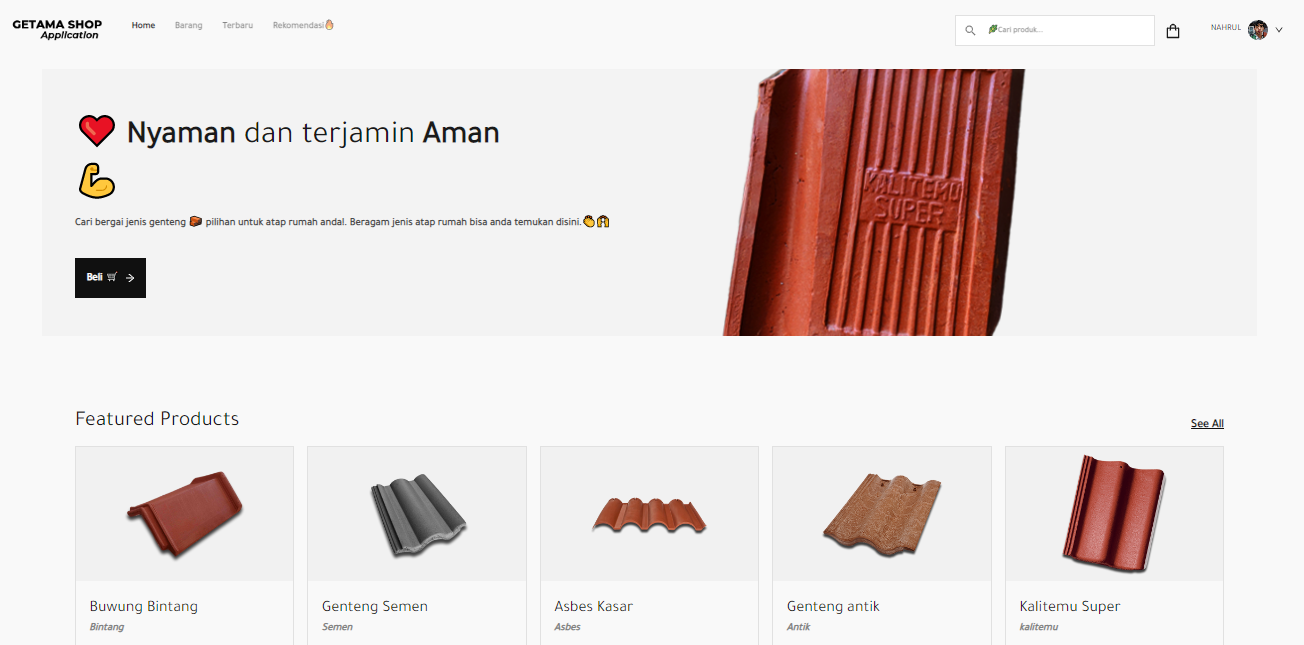 GETAMA SHOP
Application
Home Barang Terbaru Rekomendasi
Cari produk...
NAHRUL
Nyaman dan terjamin Aman
Cari bergai jenis genteng pilihan untuk atap rumah andal. Beragam jenis atap rumah bisa anda temukan disini.
Beli
KALITEMU
SUPER
Featured Products
See All
Buwung Bintang
Bintang
Genteng Semen
Semen
Asbes Kasar
Asbes
Genteng antik
Antik
Kalitemu Super
kalitemu